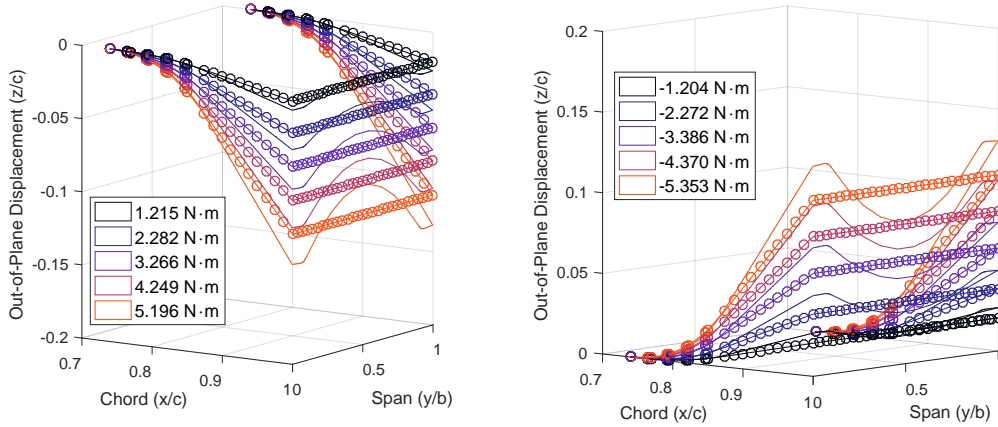 Out-of-Plane Displacement (z/c)
0
-0.05
-0.1
-0.15
-0.2
1.215 N·m
2.282 N·m
3.266 N·m
4.249 N·m
5.196 N·m
0.7
0.8
0.9
10
0.5
1
Chord (x/c)
Span (y/b)
Out-of-Plane Displacement (z/c)
0.2
0.15
0.1
0.05
0
-1.204 N·m
-2.272 N·m
-3.386 N·m
-4.370 N·m
-5.353 N·m
0.7
0.8
0.9
10
0.5
Chord (x/c)
Span (y/b)